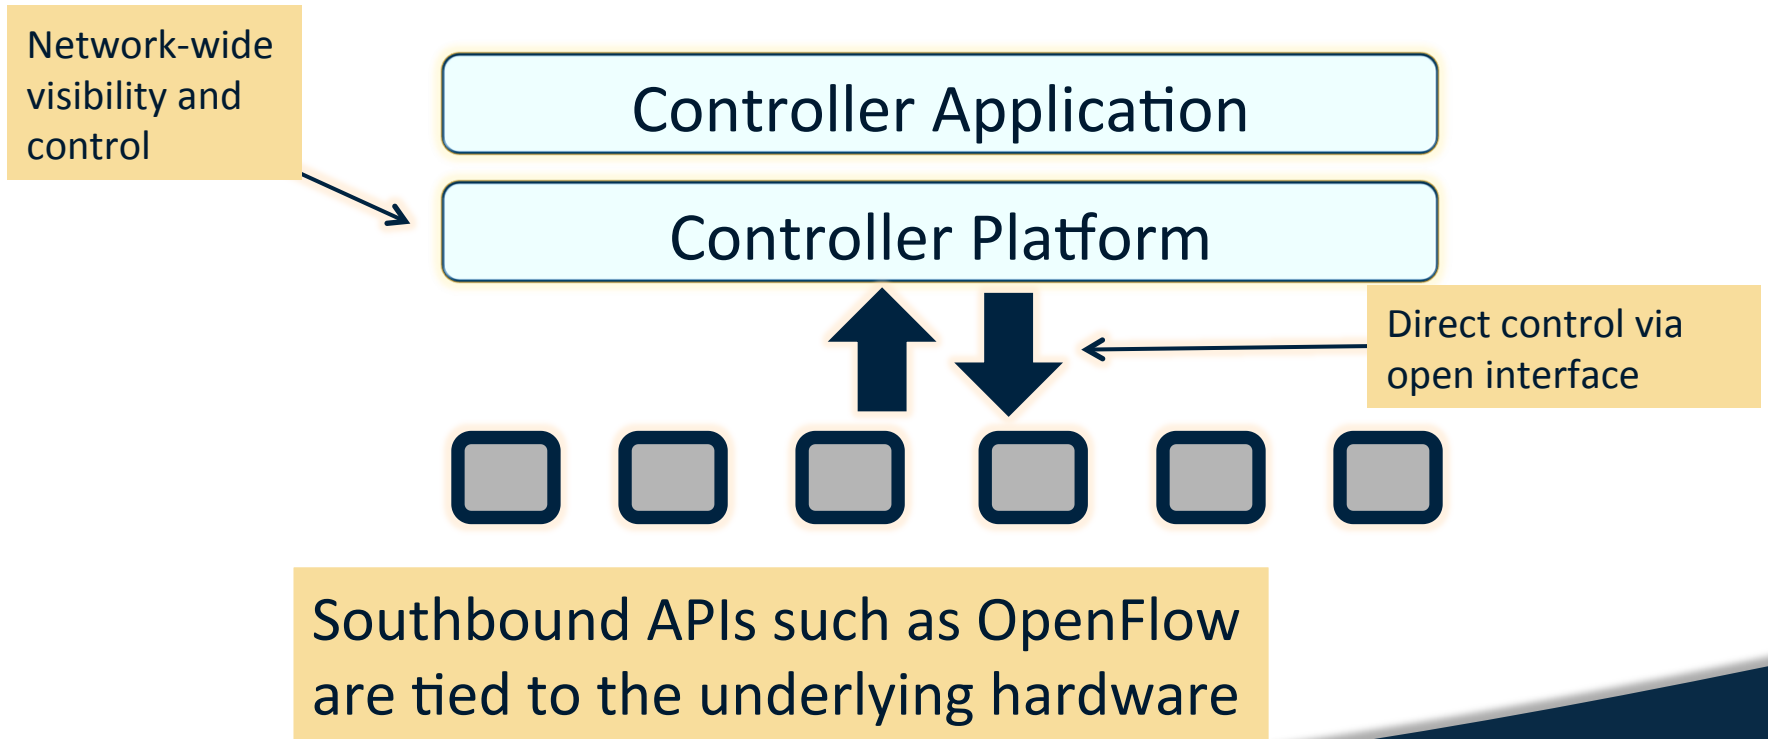 Network-wide
visibility and
control
Controller Application
Controller Platform
Direct control via
open interface
Southbound APIs such as OpenFlow
are tied to the underlying hardware